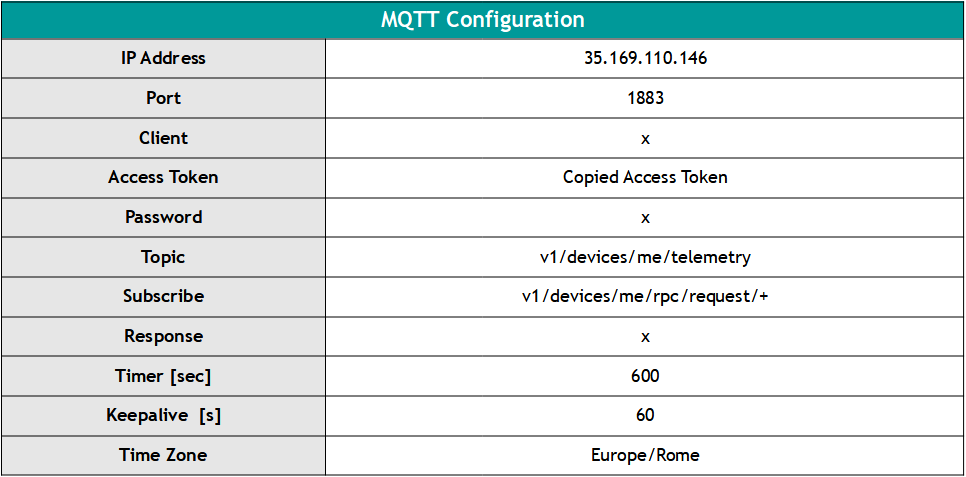 MQTT Configuration
IP Address 35.169.110.146
Port 1883
Client x
Access Token Copied Access Token
Password x
Topic v1/devices/me/telemetry
Subscribe v1/devices/me/rpc/request/+
Response x
Timer [sec] 600
Keepalive [s] 60
Time Zone Europe/Rome